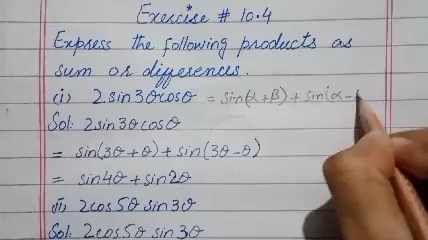 Exercise # 10.4
Express the following products as
sum or differences.
(i) 2sin3θcosθ = sin(α+β) + sin(α-
Sol: 2sin3θcosθ
= sin(3θ+θ) + sin(3θ-θ)
= sin4θ + sin2θ
(ii) 2cos5θ sin3θ
Sol: 2cos5θ sin3θ